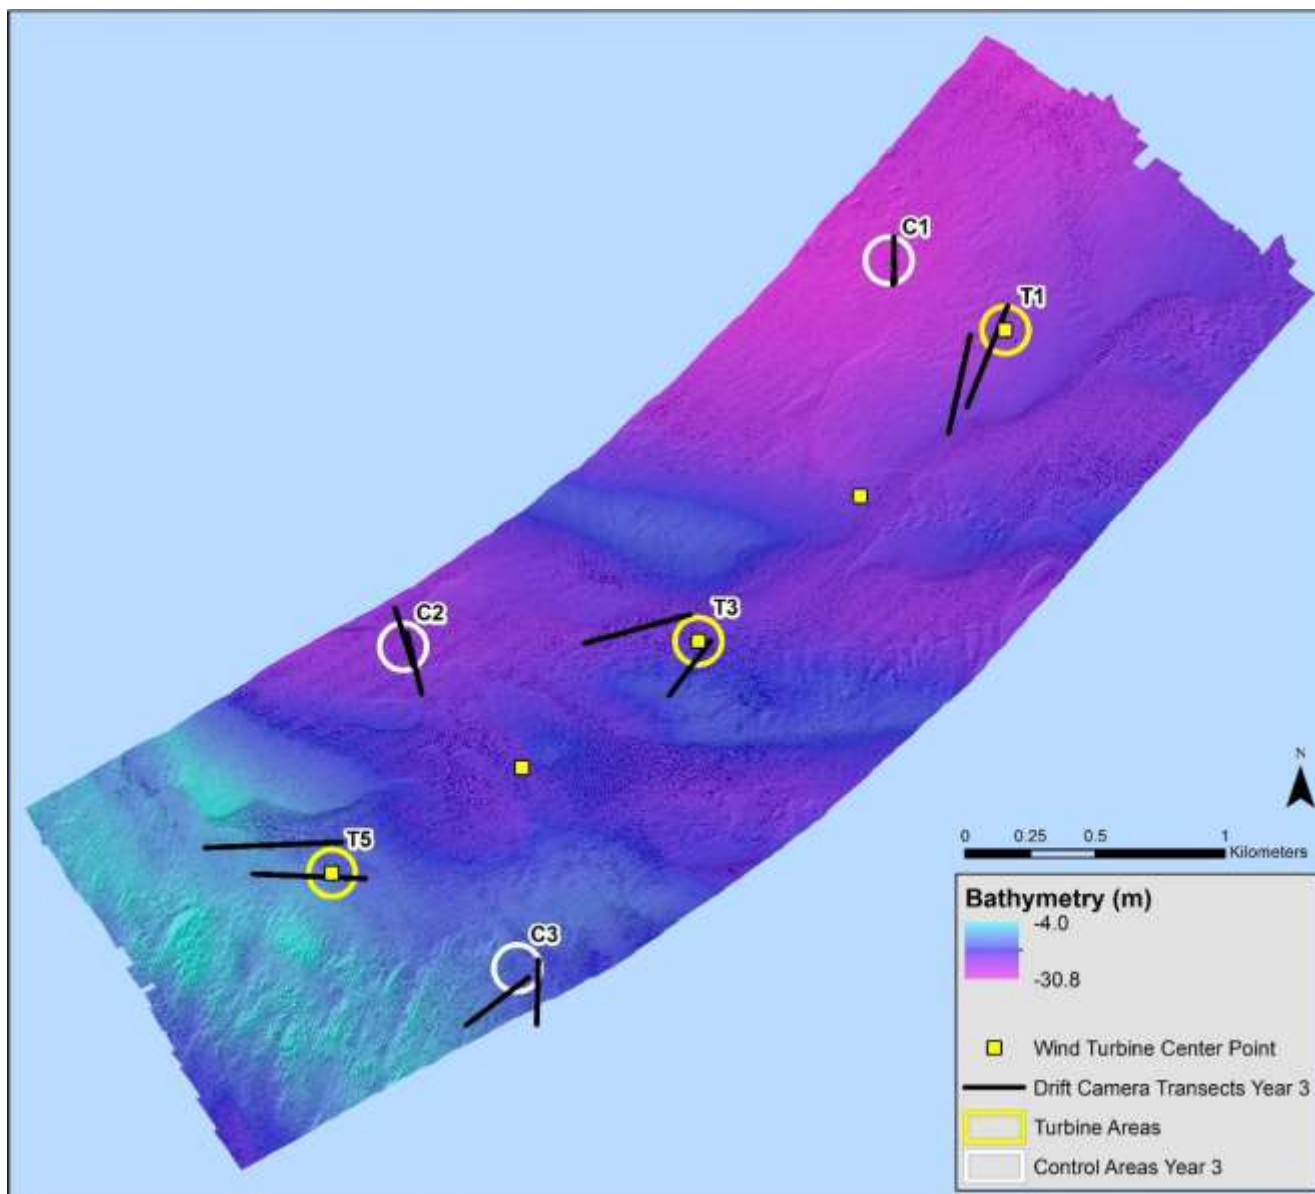 C1
T1
C2
T3
T5
C3
N
0 0.25 0.5 1
Kilometers
Bathymetry (m)
-4.0
-30.8
Wind Turbine Center Point
Drift Camera Transects Year 3
Turbine Areas
Control Areas Year 3